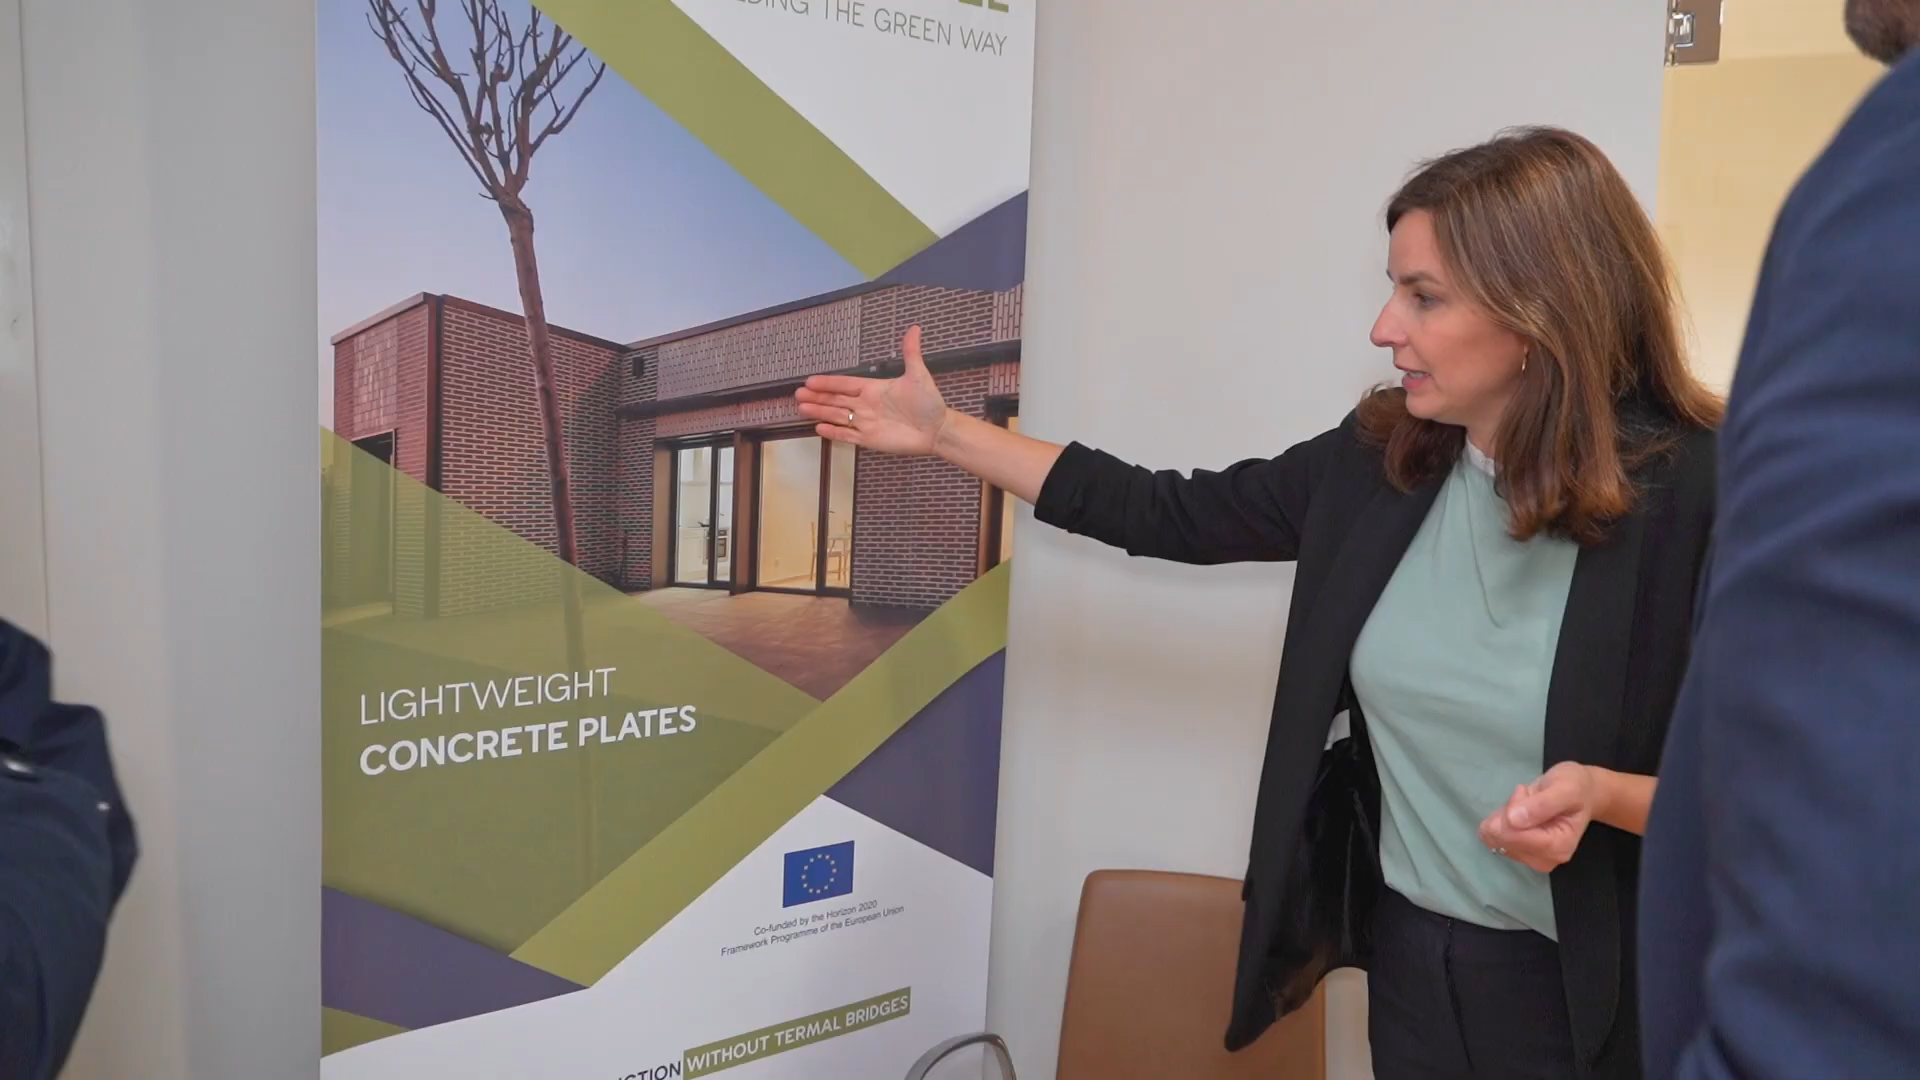 THE GREEN WAY
LIGHTWEIGHT
CONCRETE PLATES
Co-funded by the Horizon 2020
Framework Programme of the European Union
WITHOUT TERMAL BRIDGES